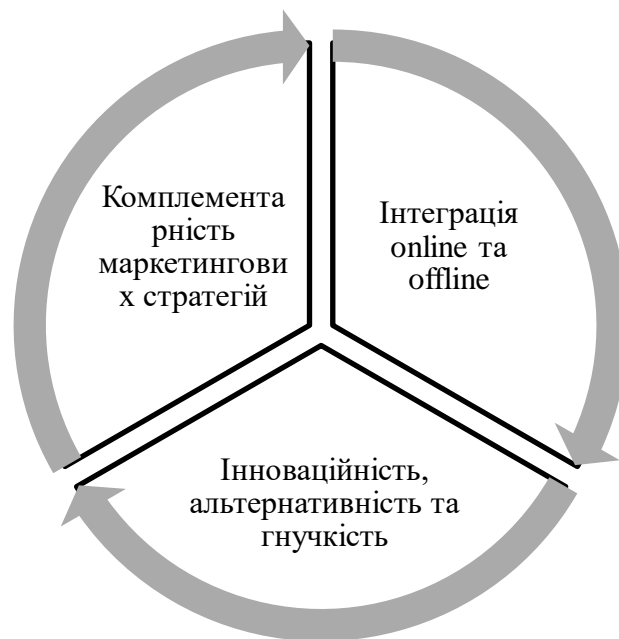 Комплемента
рність
маркетингови
х стратегій
Інтеграція
online та
offline
Інноваційність,
альтернативність та
гнучкість